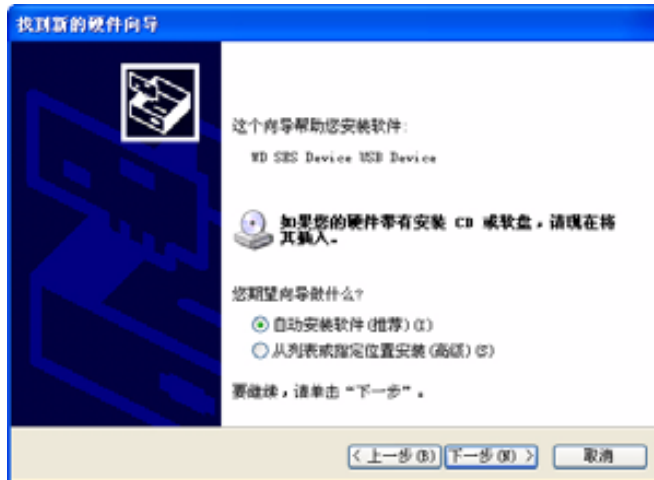 找到新的硬件向导
这个向导帮助您安装软件:
WD SES Device USB Device
如果您的硬件带有安装 CD 或软盘，请现在将
其插入。
您期望向导做什么?
自动安装软件(推荐)(I)
从列表或指定位置安装(高级)(S)
要继续，请单击“下一步”。
< 上一步(B)
下一步(N) >
取消